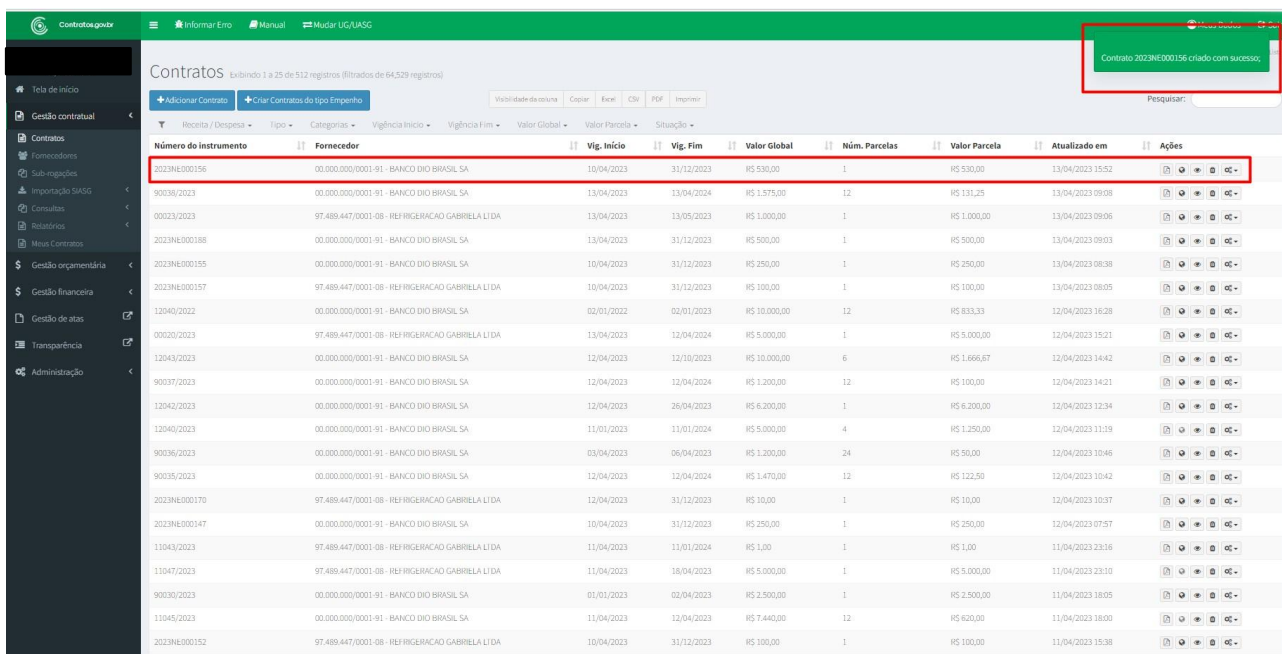 Contratos.gov.br
Informar Erro Manual Mudar UG/UASG Meus Dados
Contrato 2023NE000156 criado com sucesso;
Contratos Exibindo 1 a 25 de 512 registros (filtrados de 64,529 registros)
Tela de início
Adicionar Contrato Criar Contratos do tipo Empenho Visibilidade da coluna Copiar Excel CSV PDF Imprimir Pesquisar:
Gestão contratual
Receita / Despesa Tipo Categorias Vigência Inicio Vigência Fim Valor Global Valor Parcela Situação
Contratos
Fornecedores
Sub-rogações
Importação SIASG
Consultas
Relatórios
Meus Contratos
Gestão orçamentária
Gestão financeira
Gestão de atas
Transparência
Administração
Número do instrumento Fornecedor Vig. Início Vig. Fim Valor Global Núm. Parcelas Valor Parcela Atualizado em Ações
2023NE000156 00.000.000/0001-91 - BANCO DIO BRASIL SA 10/04/2023 31/12/2023 R$ 530,00 1 R$ 530,00 13/04/2023 15:52
90038/2023 00.000.000/0001-91 - BANCO DIO BRASIL SA 13/04/2023 13/04/2024 R$ 1.575,00 12 R$ 131,25 13/04/2023 09:08
00023/2023 97.489.447/0001-08 - REFRIGERACAO GABRIELA LTDA 13/04/2023 13/05/2023 R$ 1.000,00 1 R$ 1.000,00 13/04/2023 09:06
2023NE000188 00.000.000/0001-91 - BANCO DIO BRASIL SA 13/04/2023 31/12/2023 R$ 500,00 1 R$ 500,00 13/04/2023 09:03
2023NE000155 00.000.000/0001-91 - BANCO DIO BRASIL SA 10/04/2023 31/12/2023 R$ 250,00 1 R$ 250,00 13/04/2023 08:38
2023NE000157 97.489.447/0001-08 - REFRIGERACAO GABRIELA LTDA 10/04/2023 31/12/2023 R$ 100,00 1 R$ 100,00 13/04/2023 08:05
12040/2022 00.000.000/0001-91 - BANCO DIO BRASIL SA 02/01/2022 02/01/2023 R$ 10.000,00 12 R$ 833,33 12/04/2023 16:28
00020/2023 97.489.447/0001-08 - REFRIGERACAO GABRIELA LTDA 13/04/2023 12/04/2024 R$ 5.000,00 1 R$ 5.000,00 12/04/2023 15:21
12043/2023 00.000.000/0001-91 - BANCO DIO BRASIL SA 12/04/2023 12/10/2023 R$ 10.000,00 6 R$ 1.666,67 12/04/2023 14:42
90037/2023 00.000.000/0001-91 - BANCO DIO BRASIL SA 12/04/2023 12/04/2024 R$ 1.200,00 12 R$ 100,00 12/04/2023 14:21
12042/2023 00.000.000/0001-91 - BANCO DIO BRASIL SA 12/04/2023 26/04/2023 R$ 6.200,00 1 R$ 6.200,00 12/04/2023 12:34
12040/2023 00.000.000/0001-91 - BANCO DIO BRASIL SA 11/01/2023 11/01/2024 R$ 5.000,00 4 R$ 1.250,00 12/04/2023 11:19
90036/2023 00.000.000/0001-91 - BANCO DIO BRASIL SA 03/04/2023 06/04/2023 R$ 1.200,00 24 R$ 50,00 12/04/2023 10:46
90035/2023 00.000.000/0001-91 - BANCO DIO BRASIL SA 12/04/2023 12/04/2024 R$ 1.470,00 12 R$ 122,50 12/04/2023 10:42
2023NE000170 97.489.447/0001-08 - REFRIGERACAO GABRIELA LTDA 12/04/2023 31/12/2023 R$ 10,00 1 R$ 10,00 12/04/2023 10:37
2023NE000147 00.000.000/0001-91 - BANCO DIO BRASIL SA 10/04/2023 31/12/2023 R$ 250,00 1 R$ 250,00 12/04/2023 07:57
11043/2023 97.489.447/0001-08 - REFRIGERACAO GABRIELA LTDA 11/04/2023 11/01/2024 R$ 1,00 1 R$ 1,00 11/04/2023 23:16
11047/2023 97.489.447/0001-08 - REFRIGERACAO GABRIELA LTDA 11/04/2023 18/04/2023 R$ 5.000,00 1 R$ 5.000,00 11/04/2023 23:10
90030/2023 00.000.000/0001-91 - BANCO DIO BRASIL SA 01/01/2023 02/04/2023 R$ 2.500,00 1 R$ 2.500,00 11/04/2023 18:05
11045/2023 00.000.000/0001-91 - BANCO DIO BRASIL SA 11/04/2023 12/04/2023 R$ 7.440,00 12 R$ 620,00 11/04/2023 18:00
2023NE000152 97.489.447/0001-08 - REFRIGERACAO GABRIELA LTDA 10/04/2023 31/12/2023 R$ 100,00 1 R$ 100,00 11/04/2023 15:38